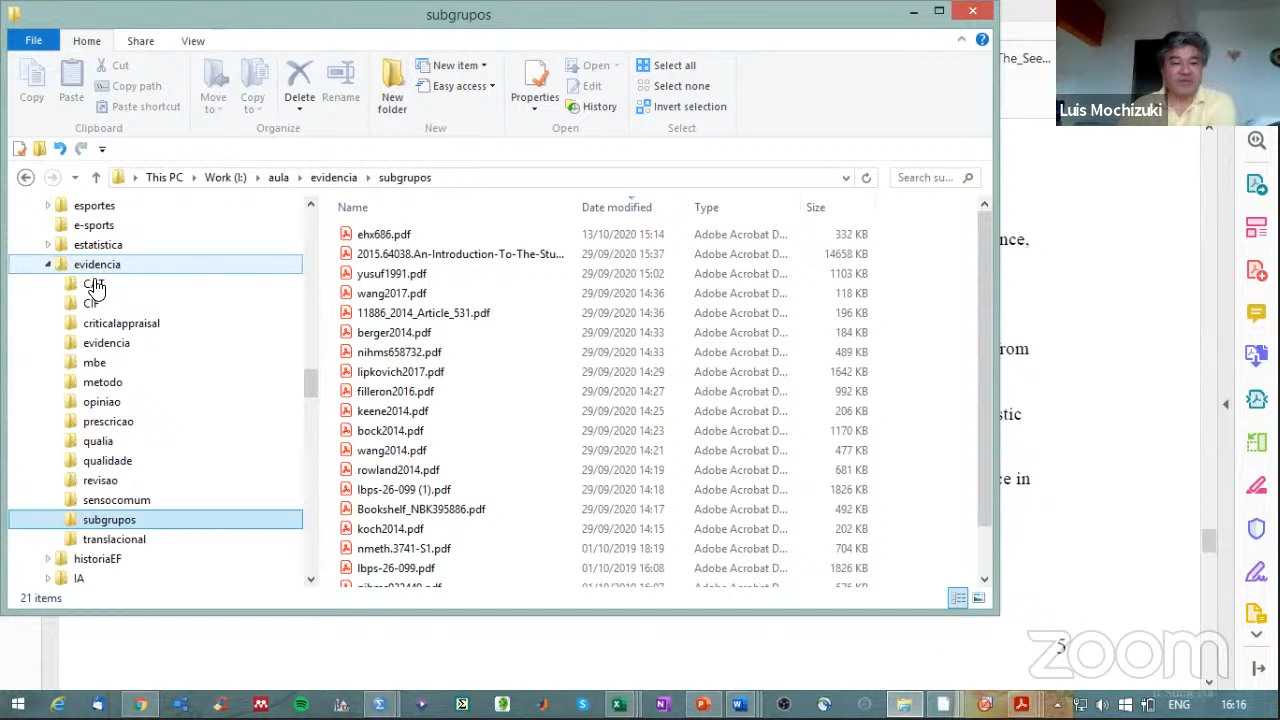 subgrupos
File Home Share View
The_See...
Copy Paste Cut Copy path Paste shortcut
Clipboard
Move to Copy to Delete Rename
Organize
New folder New item Easy access
New
Properties Open Edit History
Open
Select all Select none Invert selection
Select
Luis Mochizuki
This PC Work (I:) aula evidencia subgrupos
Search su...
esportes
e-sports
estatistica
evidencia
criticalappraisal
evidencia
mbe
metodo
opiniao
prescricao
qualia
qualidade
revisao
sensocomum
subgrupos
translacional
historiaEF
IA
Name Date modified Type Size
ehx686.pdf 13/10/2020 15:14 Adobe Acrobat D... 332 KB
2015.64038.An-Introduction-To-The-Stu... 29/09/2020 15:37 Adobe Acrobat D... 14658 KB
yusuf1991.pdf 29/09/2020 15:02 Adobe Acrobat D... 1103 KB
wang2017.pdf 29/09/2020 14:36 Adobe Acrobat D... 118 KB
11886_2014_Article_531.pdf 29/09/2020 14:36 Adobe Acrobat D... 196 KB
berger2014.pdf 29/09/2020 14:33 Adobe Acrobat D... 184 KB
nihms658732.pdf 29/09/2020 14:33 Adobe Acrobat D... 489 KB
lipkovich2017.pdf 29/09/2020 14:29 Adobe Acrobat D... 1642 KB
filleron2016.pdf 29/09/2020 14:27 Adobe Acrobat D... 992 KB
keene2014.pdf 29/09/2020 14:25 Adobe Acrobat D... 206 KB
bock2014.pdf 29/09/2020 14:23 Adobe Acrobat D... 1170 KB
wang2014.pdf 29/09/2020 14:21 Adobe Acrobat D... 477 KB
rowland2014.pdf 29/09/2020 14:19 Adobe Acrobat D... 681 KB
lbps-26-099 (1).pdf 29/09/2020 14:18 Adobe Acrobat D... 1826 KB
Bookshelf_NBK395886.pdf 29/09/2020 14:17 Adobe Acrobat D... 492 KB
koch2014.pdf 29/09/2020 14:15 Adobe Acrobat D... 202 KB
nmeth.3741-S1.pdf 01/10/2019 18:19 Adobe Acrobat D... 704 KB
lbps-26-099.pdf 01/10/2019 16:08 Adobe Acrobat D... 1826 KB
21 items
ance,
from
stic
ce in
5
zoom
ENG 16:16